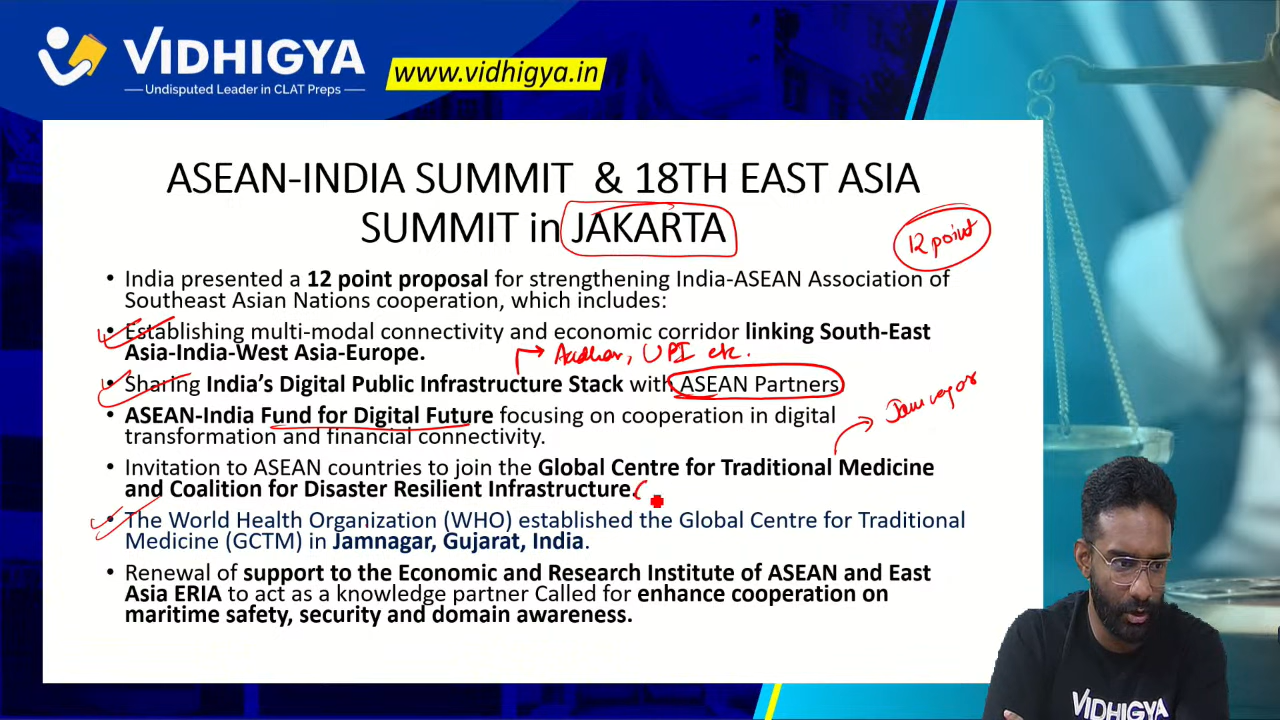 VIDHIGYA
Undisputed Leader in CLAT Preps
www.vidhigya.in
ASEAN-INDIA SUMMIT & 18TH EAST ASIA
SUMMIT in JAKARTA
12 point
• India presented a 12 point proposal for strengthening India-ASEAN Association of
Southeast Asian Nations cooperation, which includes:
• Establishing multi-modal connectivity and economic corridor linking South-East
Asia-India-West Asia-Europe.
Aadhar, UPI etc.
• Sharing India's Digital Public Infrastructure Stack with ASEAN Partners
• ASEAN-India Fund for Digital Future focusing on cooperation in digital
transformation and financial connectivity.
• Invitation to ASEAN countries to join the Global Centre for Traditional Medicine
and Coalition for Disaster Resilient Infrastructure.
• The World Health Organization (WHO) established the Global Centre for Traditional
Medicine (GCTM) in Jamnagar, Gujarat, India.
• Renewal of support to the Economic and Research Institute of ASEAN and East
Asia ERIA to act as a knowledge partner Called for enhance cooperation on
maritime safety, security and domain awareness.
VIDHIGYA